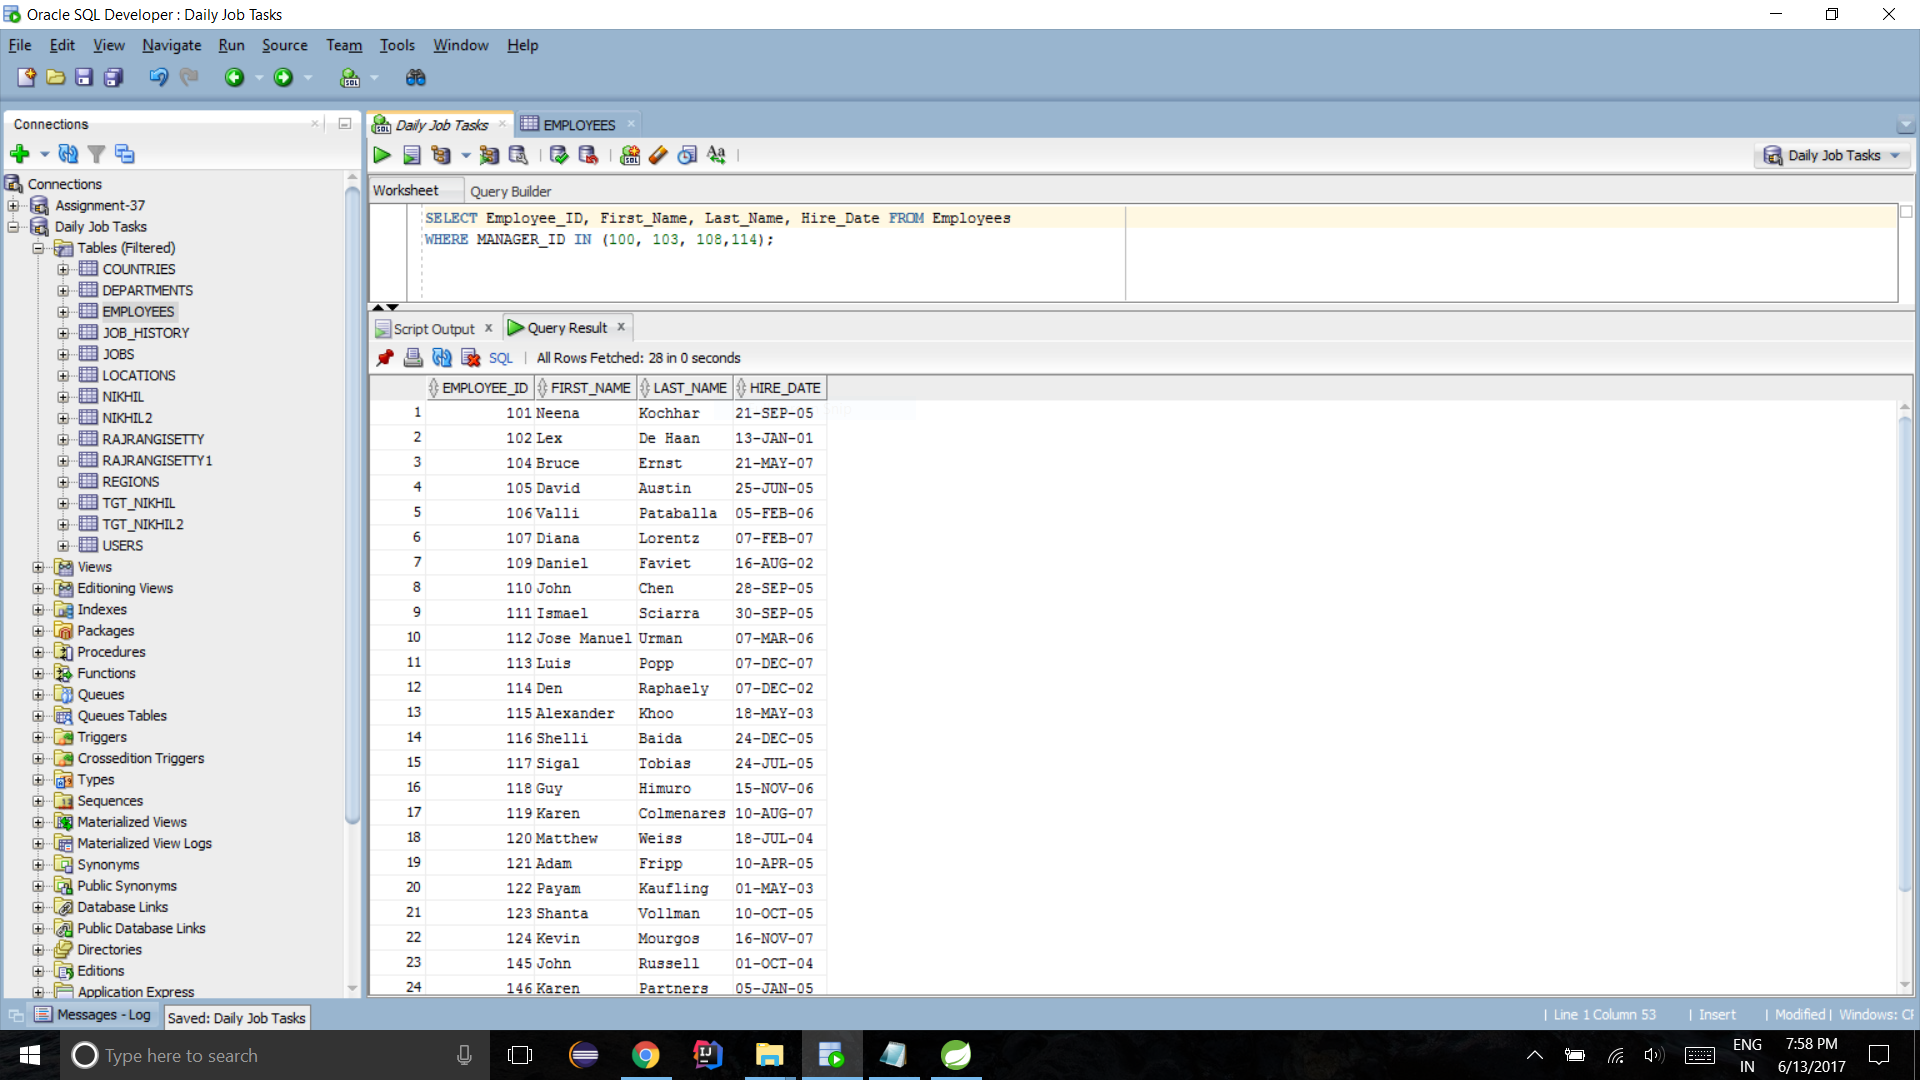 Oracle SQL Developer : Daily Job Tasks
File Edit View Navigate Run Source Team Tools Window Help
Connections
Daily Job Tasks
EMPLOYEES
Daily Job Tasks
Worksheet Query Builder
SELECT Employee_ID, First_Name, Last_Name, Hire_Date FROM Employees
WHERE MANAGER_ID IN (100, 103, 108,114);
Connections
Assignment-37
Daily Job Tasks
Tables (Filtered)
COUNTRIES
DEPARTMENTS
EMPLOYEES
JOB_HISTORY
JOBS
LOCATIONS
NIKHIL
NIKHIL2
RAJRANGISETTY
RAJRANGISETTY1
REGIONS
TGT_NIKHIL
TGT_NIKHIL2
USERS
Views
Editioning Views
Indexes
Packages
Procedures
Functions
Queues
Queues Tables
Triggers
Crossedition Triggers
Types
Sequences
Materialized Views
Materialized View Logs
Synonyms
Public Synonyms
Database Links
Public Database Links
Directories
Editions
Application Express
Script Output Query Result
SQL All Rows Fetched: 28 in 0 seconds
EMPLOYEE_ID FIRST_NAME LAST_NAME HIRE_DATE
1 101 Neena Kochhar 21-SEP-05
2 102 Lex De Haan 13-JAN-01
3 104 Bruce Ernst 21-MAY-07
4 105 David Austin 25-JUN-05
5 106 Valli Pataballa 05-FEB-06
6 107 Diana Lorentz 07-FEB-07
7 109 Daniel Faviet 16-AUG-02
8 110 John Chen 28-SEP-05
9 111 Ismael Sciarra 30-SEP-05
10 112 Jose Manuel Urman 07-MAR-06
11 113 Luis Popp 07-DEC-07
12 114 Den Raphaely 07-DEC-02
13 115 Alexander Khoo 18-MAY-03
14 116 Shelli Baida 24-DEC-05
15 117 Sigal Tobias 24-JUL-05
16 118 Guy Himuro 15-NOV-06
17 119 Karen Colmenares 10-AUG-07
18 120 Matthew Weiss 18-JUL-04
19 121 Adam Fripp 10-APR-05
20 122 Payam Kaufling 01-MAY-03
21 123 Shanta Vollman 10-OCT-05
22 124 Kevin Mourgos 16-NOV-07
23 145 John Russell 01-OCT-04
24 146 Karen Partners 05-JAN-05
Messages - Log
Saved: Daily Job Tasks
Line 1 Column 53 Insert Modified Windows: CF
Type here to search
ENG
IN
7:58 PM
6/13/2017